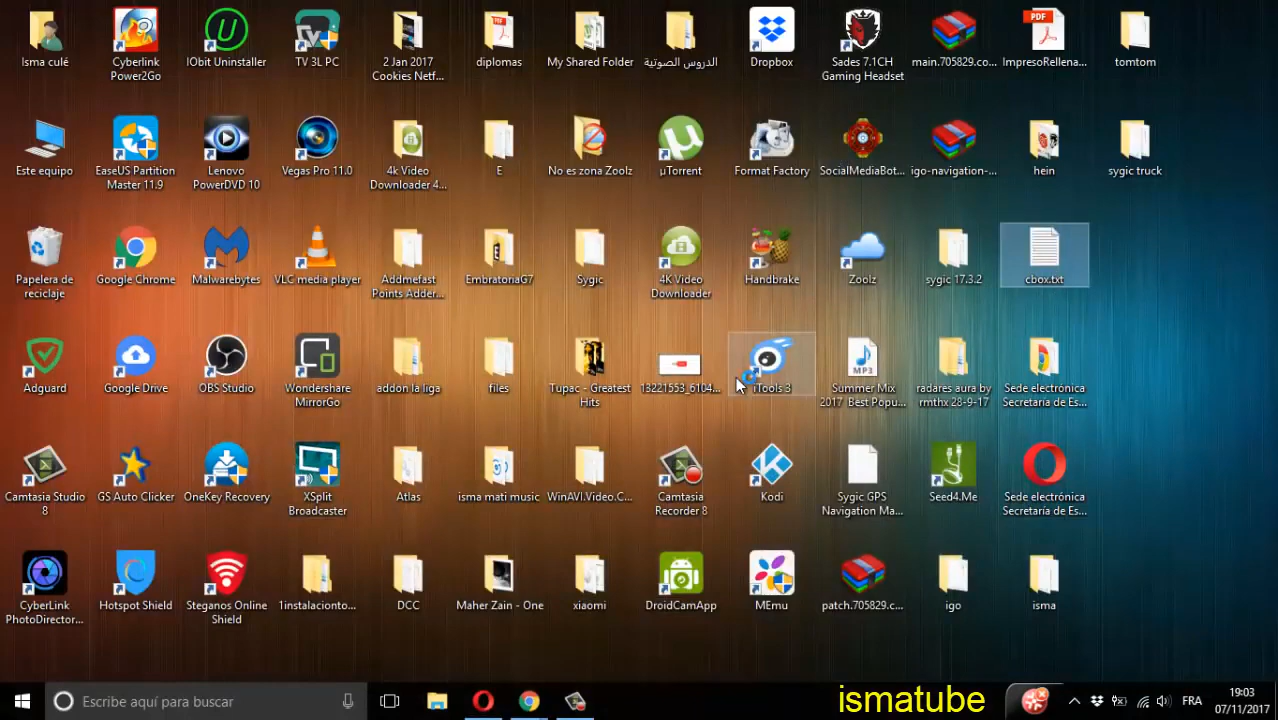 Isma culé
Cyberlink
Power2Go
IObit Uninstaller
TV 3L PC
2 Jan 2017
Cookies Netf...
diplomas
My Shared Folder
الدروس الصوتية
Dropbox
Sades 7.1CH
Gaming Headset
main.705829.co...
PDF
ImpresoRellena...
tomtom
Este equipo
EaseUS Partition
Master 11.9
Lenovo
PowerDVD 10
Vegas Pro 11.0
4k Video
Downloader 4...
E
No es zona Zoolz
µTorrent
Format Factory
SocialMediaBot...
igo-navigation-...
hein
sygic truck
Papelera de
reciclaje
Google Chrome
Malwarebytes
VLC media player
Addmefast
Points Adder...
EmbratoriaG7
Sygic
4K Video
Downloader
Handbrake
Zoolz
sygic 17.3.2
cbox.txt
Adguard
Google Drive
OBS Studio
Wondershare
MirrorGo
addon la liga
files
Tupac - Greatest
Hits
13221553_6104...
iTools 3
MP3
Summer Mix
2017 Best Popu...
radares aura by
rmthx 28-9-17
Sede electrónica
Secretaría de Es...
Camtasia Studio
8
GS Auto Clicker
OneKey Recovery
XSplit
Broadcaster
Atlas
isma mati music
WinAVI.Video.C...
Camtasia
Recorder 8
Kodi
Sygic GPS
Navigation Ma...
Seed4.Me
Sede electrónica
Secretaría de Es...
CyberLink
PhotoDirector...
Hotspot Shield
Steganos Online
Shield
1instalacionto...
DCC
Maher Zain - One
xiaomi
DroidCamApp
MEmu
patch.705829.c...
igo
isma
Escribe aquí para buscar
ismatube
FRA
19:03
07/11/2017